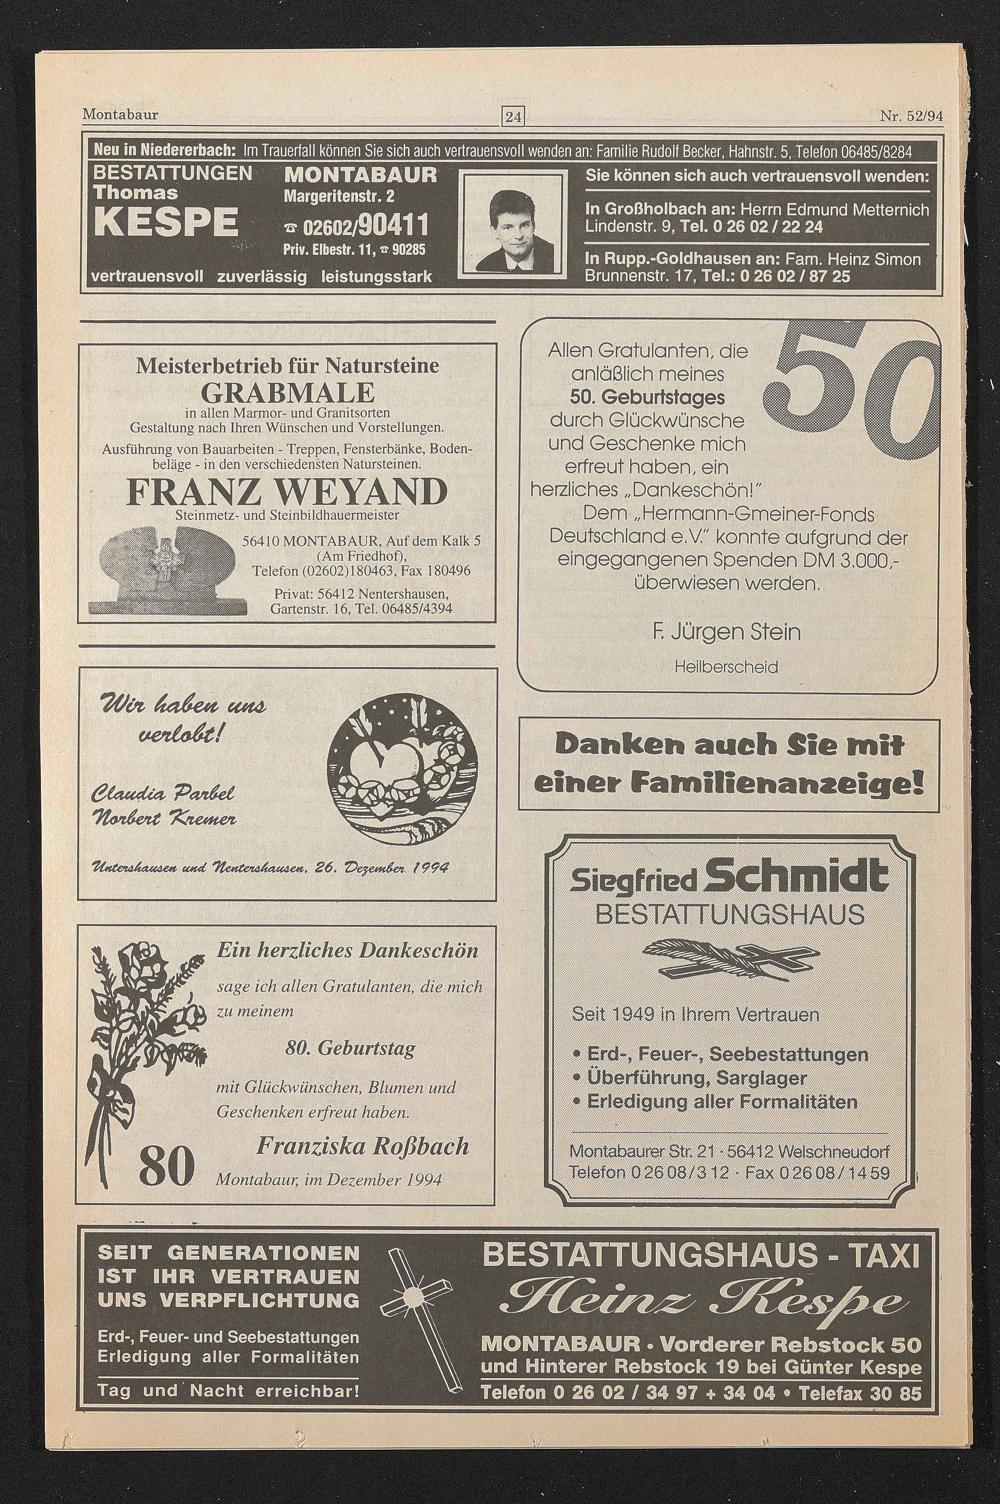 Montabaur
24
Nr. 52/94
Neu in Niedererbach: Im Trauerfall können Sie sich auch vertrauensvoll wenden an: Familie Rudolf Becker, Hahnstr. 5, Telefon 06485/8284
BESTATTUNGEN
Thomas
KESPE
MONTABAUR
Margeritenstr. 2
☎ 02602/90411
Priv. Elbestr. 11, ☎ 90285
vertrauensvoll zuverlässig leistungsstark
Sie können sich auch vertrauensvoll wenden:
In Großholbach an: Herrn Edmund Metternich
Lindenstr. 9, Tel. 0 26 02 / 22 24
In Rupp.-Goldhausen an: Fam. Heinz Simon
Brunnenstr. 17, Tel.: 0 26 02 / 87 25
Meisterbetrieb für Natursteine
GRABMALE
in allen Marmor- und Granitsorten
Gestaltung nach Ihren Wünschen und Vorstellungen.
Ausführung von Bauarbeiten - Treppen, Fensterbänke, Boden-
beläge - in den verschiedensten Natursteinen.
FRANZ WEYAND
Steinmetz- und Steinbildhauermeister
56410 MONTABAUR, Auf dem Kalk 5
(Am Friedhof),
Telefon (02602)180463, Fax 180496
Privat: 56412 Nentershausen,
Gartenstr. 16, Tel. 06485/4394
Wir haben uns
verlobt!
Claudia Parbel
Norbert Kremer
Untershausen und Nentershausen, 26. Dezember 1994
Ein herzliches Dankeschön
sage ich allen Gratulanten, die mich
zu meinem
80. Geburtstag
mit Glückwünschen, Blumen und
Geschenken erfreut haben.
Franziska Roßbach
80
Montabaur, im Dezember 1994
50
Allen Gratulanten, die
anläßlich meines
50. Geburtstages
durch Glückwünsche
und Geschenke mich
erfreut haben, ein
herzliches „Dankeschön!"
Dem „Hermann-Gmeiner-Fonds
Deutschland e.V." konnte aufgrund der
eingegangenen Spenden DM 3.000,-
überwiesen werden.
F. Jürgen Stein
Heilberscheid
Danken auch Sie mit
einer Familienanzeige!
Siegfried Schmidt
BESTATTUNGSHAUS
Seit 1949 in Ihrem Vertrauen
• Erd-, Feuer-, Seebestattungen
• Überführung, Sarglager
• Erledigung aller Formalitäten
Montabaurer Str. 21 · 56412 Welschneudorf
Telefon 0 26 08 / 3 12 · Fax 0 26 08 / 14 59
SEIT GENERATIONEN
IST IHR VERTRAUEN
UNS VERPFLICHTUNG
Erd-, Feuer- und Seebestattungen
Erledigung aller Formalitäten
Tag und Nacht erreichbar!
BESTATTUNGSHAUS - TAXI
Heinz Kespe
MONTABAUR · Vorderer Rebstock 50
und Hinterer Rebstock 19 bei Günter Kespe
Telefon 0 26 02 / 34 97 + 34 04 • Telefax 30 85